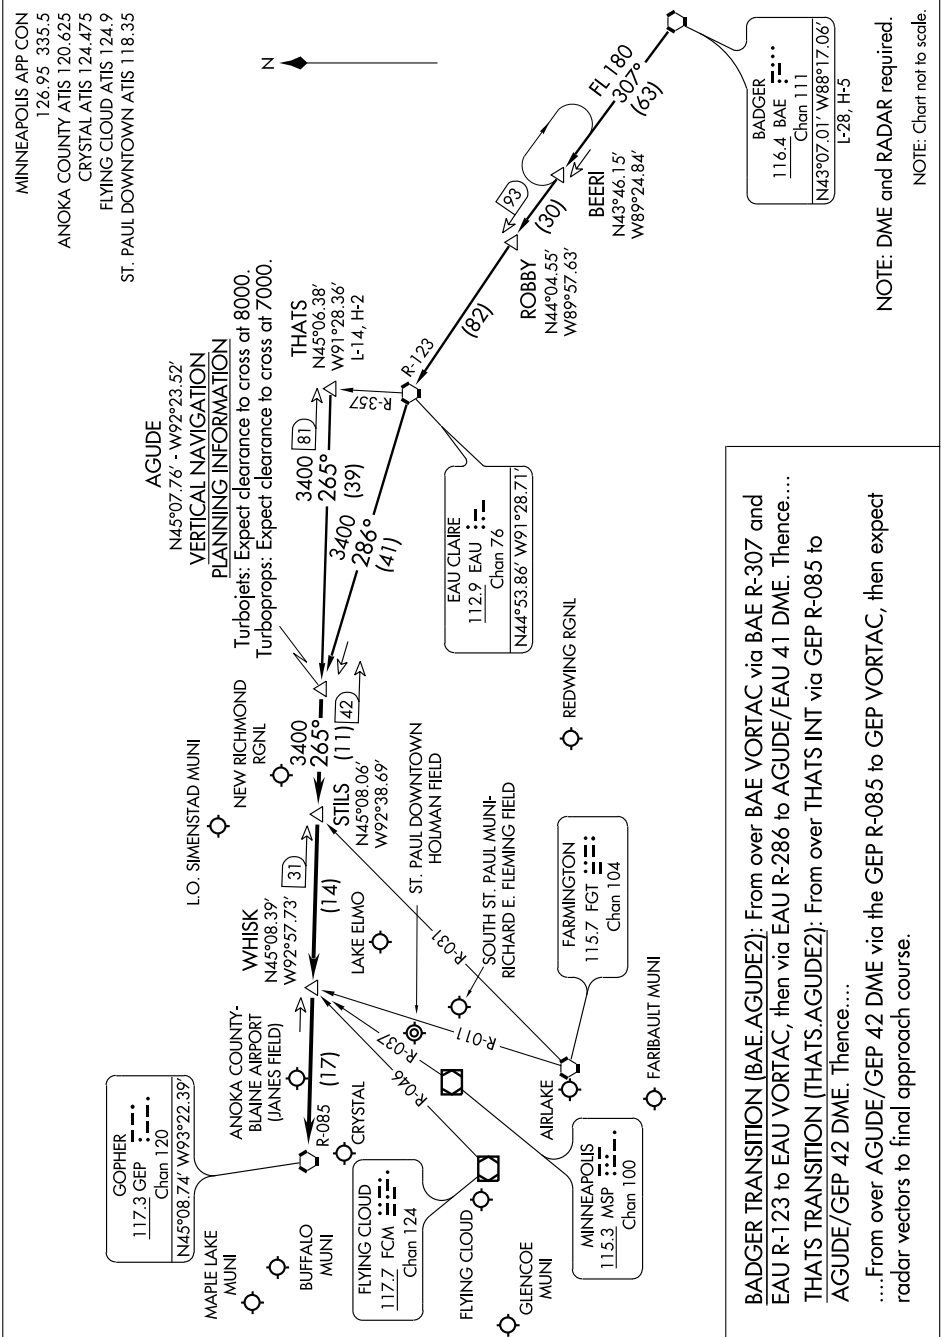 MINNEAPOLIS APP CON
126.95 335.5
ANOKA COUNTY ATIS 120.625
CRYSTAL ATIS 124.475
FLYING CLOUD ATIS 124.9
ST. PAUL DOWNTOWN ATIS 118.35
N
AGUDE
N45°07.76′ - W92°23.52′
VERTICAL NAVIGATION
PLANNING INFORMATION
Turbojets: Expect clearance to cross at 8000.
Turboprops: Expect clearance to cross at 7000.
GOPHER
117.3 GEP
Chan 120
N45°08.74′ W93°22.39′
MAPLE LAKE
MUNI
BUFFALO
MUNI
ANOKA COUNTY-
BLAINE AIRPORT
(JANES FIELD)
R-085
(17)
CRYSTAL
WHISK
N45°08.39′
W92°57.73′
31
(14)
L.O. SIMENSTAD MUNI
NEW RICHMOND
RGNL
STILS
N45°08.06′
W92°38.69′
3400
265°
(11)
42
3400
265°
(39)
81
THATS
N45°06.38′
W91°28.36′
L-14, H-2
R-357
3400
286°
(41)
R-123
(82)
ROBBY
N44°04.55′
W89°57.63′
93
(30)
BEERI
N43°46.15′
W89°24.84′
FL 180
307°
(63)
BADGER
116.4 BAE
Chan 111
N43°07.01′ W88°17.06′
L-28, H-5
EAU CLAIRE
112.9 EAU
Chan 76
N44°53.86′ W91°28.71′
LAKE ELMO
ST. PAUL DOWNTOWN
HOLMAN FIELD
SOUTH ST. PAUL MUNI-
RICHARD E. FLEMING FIELD
REDWING RGNL
R-046
R-037
R-011
R-031
FLYING CLOUD
117.7 FCM
Chan 124
FLYING CLOUD
GLENCOE
MUNI
MINNEAPOLIS
115.3 MSP
Chan 100
AIRLAKE
FARMINGTON
115.7 FGT
Chan 104
FARIBAULT MUNI
NOTE: DME and RADAR required.
NOTE: Chart not to scale.
BADGER TRANSITION (BAE.AGUDE2): From over BAE VORTAC via BAE R-307 and
EAU R-123 to EAU VORTAC, then via EAU R-286 to AGUDE/EAU 41 DME. Thence....
THATS TRANSITION (THATS.AGUDE2): From over THATS INT via GEP R-085 to
AGUDE/GEP 42 DME. Thence....
....From over AGUDE/GEP 42 DME via the GEP R-085 to GEP VORTAC, then expect
radar vectors to final approach course.